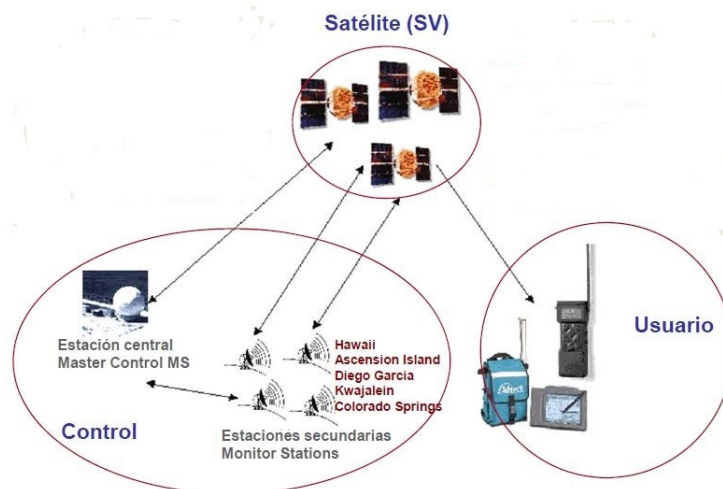 Satélite (SV)
Estación central
Master Control MS
Hawaii
Ascension Island
Diego Garcia
Kwajalein
Colorado Springs
Usuario
Control
Estaciones secundarias
Monitor Stations